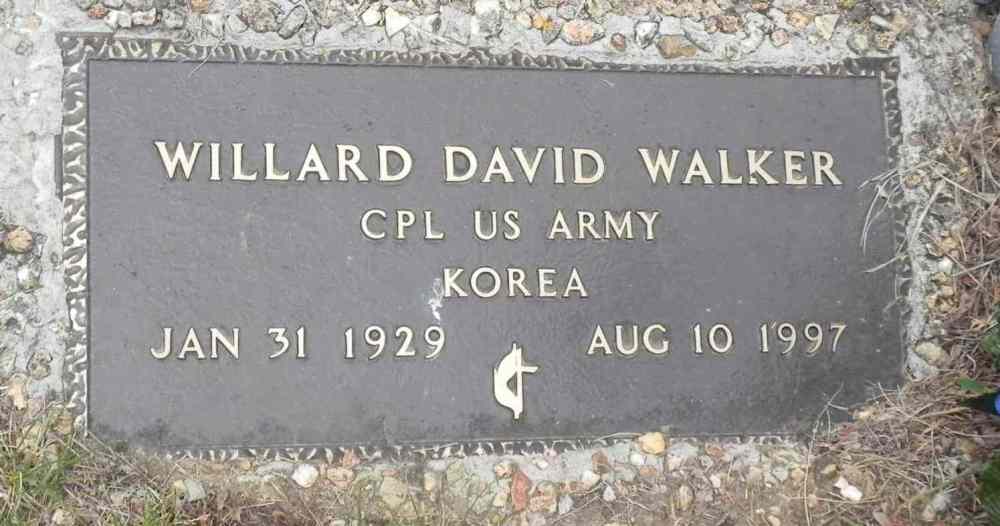 WILLARD DAVID WALKER
CPL US ARMY
KOREA
JAN 31 1929 AUG 10 1997